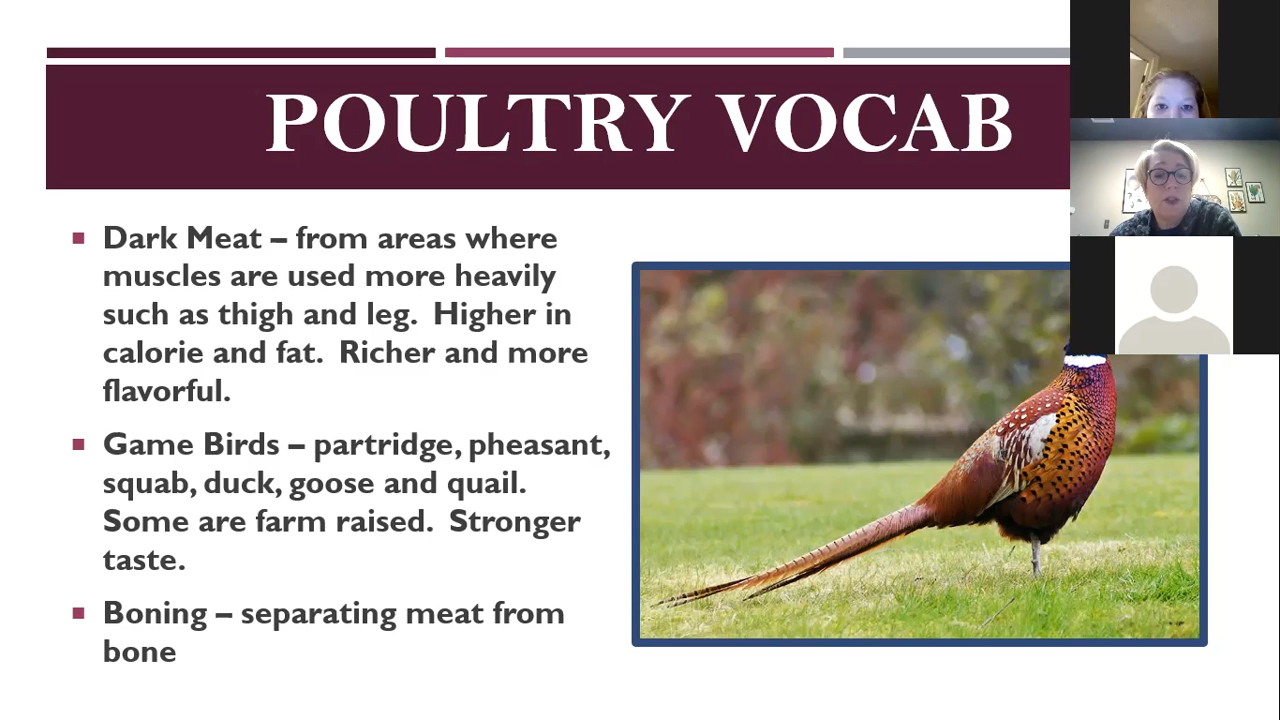 POULTRY VOCAB
Dark Meat – from areas where
muscles are used more heavily
such as thigh and leg.  Higher in
calorie and fat.  Richer and more
flavorful.
Game Birds – partridge, pheasant,
squab, duck, goose and quail.
Some are farm raised.  Stronger
taste.
Boning – separating meat from
bone